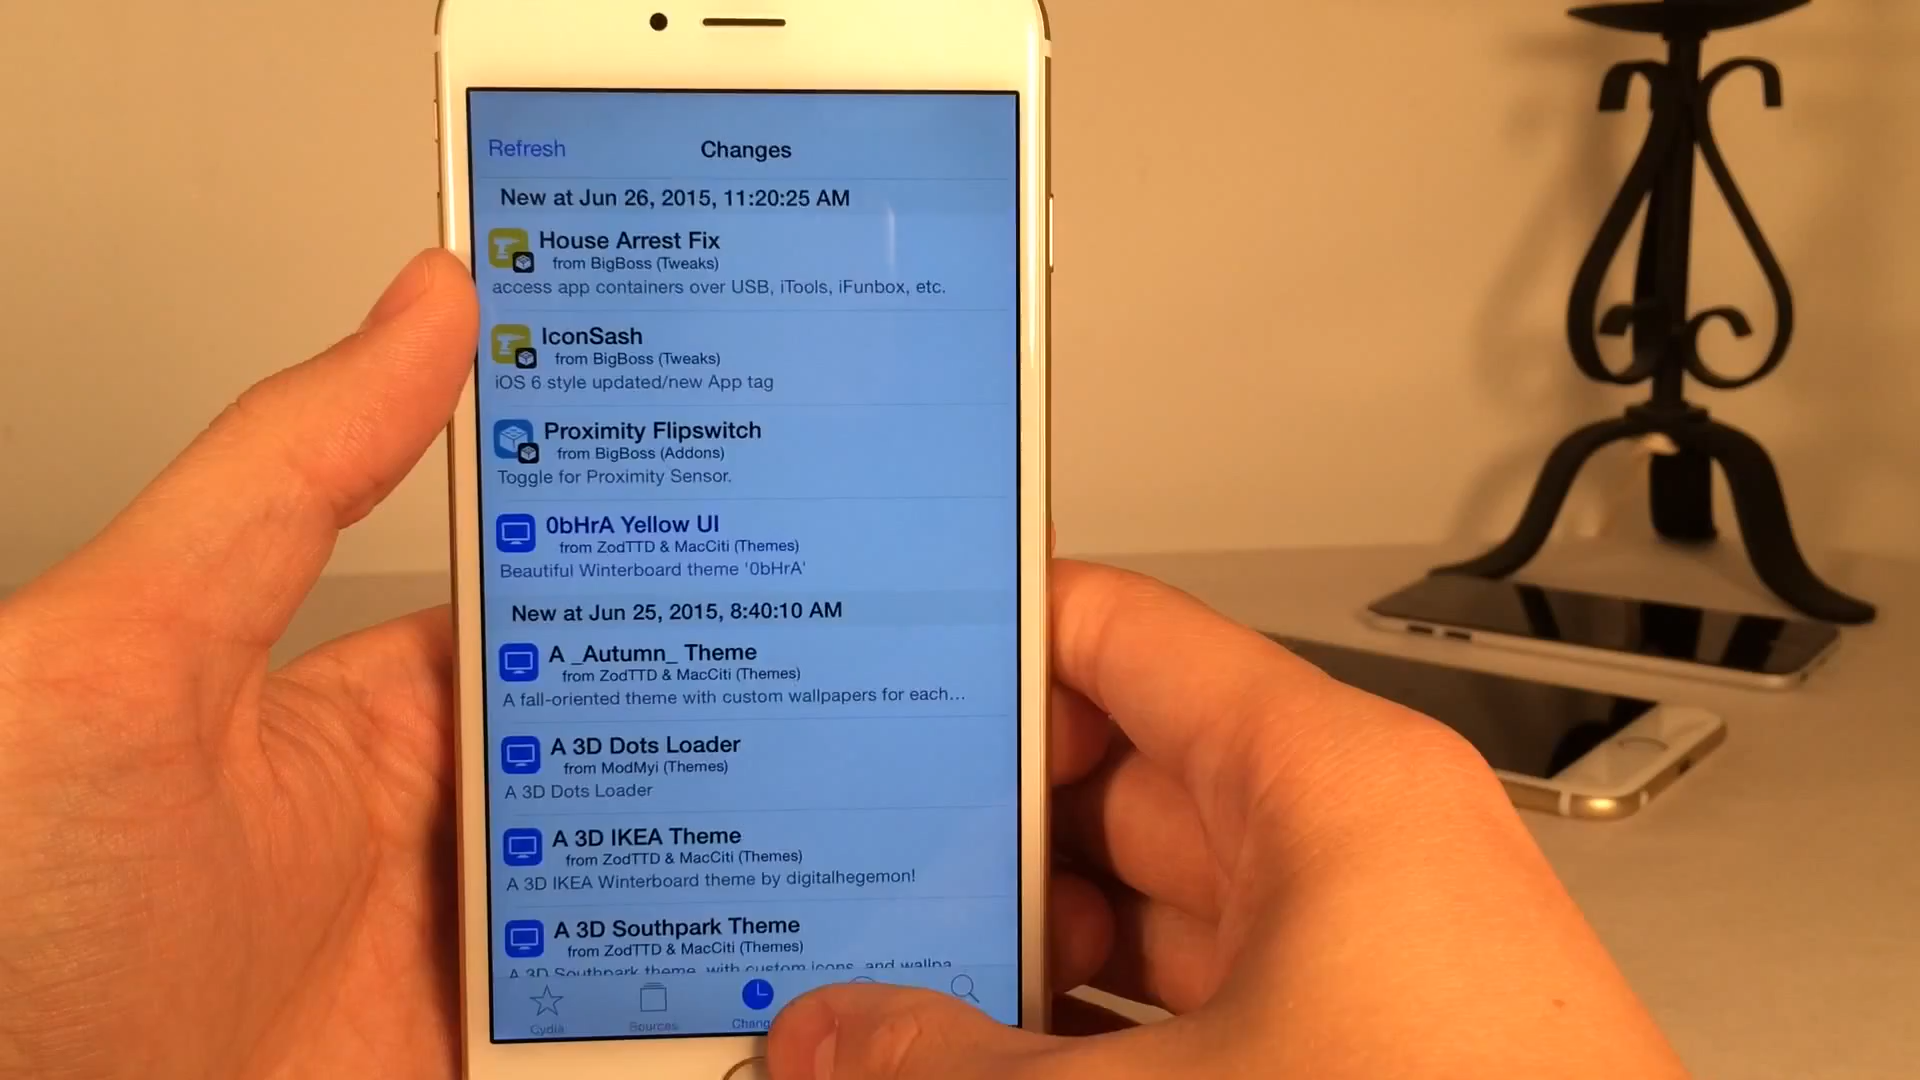 Refresh
Changes
New at Jun 26, 2015, 11:20:25 AM
House Arrest Fix
from BigBoss (Tweaks)
access app containers over USB, iTools, iFunbox, etc.
IconSash
from BigBoss (Tweaks)
iOS 6 style updated/new App tag
Proximity Flipswitch
from BigBoss (Addons)
Toggle for Proximity Sensor.
0bHrA Yellow UI
from ZodTTD & MacCiti (Themes)
Beautiful Winterboard theme '0bHrA'
New at Jun 25, 2015, 8:40:10 AM
A _Autumn_ Theme
from ZodTTD & MacCiti (Themes)
A fall-oriented theme with custom wallpapers for each...
A 3D Dots Loader
from ModMyi (Themes)
A 3D Dots Loader
A 3D IKEA Theme
from ZodTTD & MacCiti (Themes)
A 3D IKEA Winterboard theme by digitalhegemon!
A 3D Southpark Theme
from ZodTTD & MacCiti (Themes)
A 3D Southpark theme, with custom icons, and wallpa
Cydia
Sources
Chang